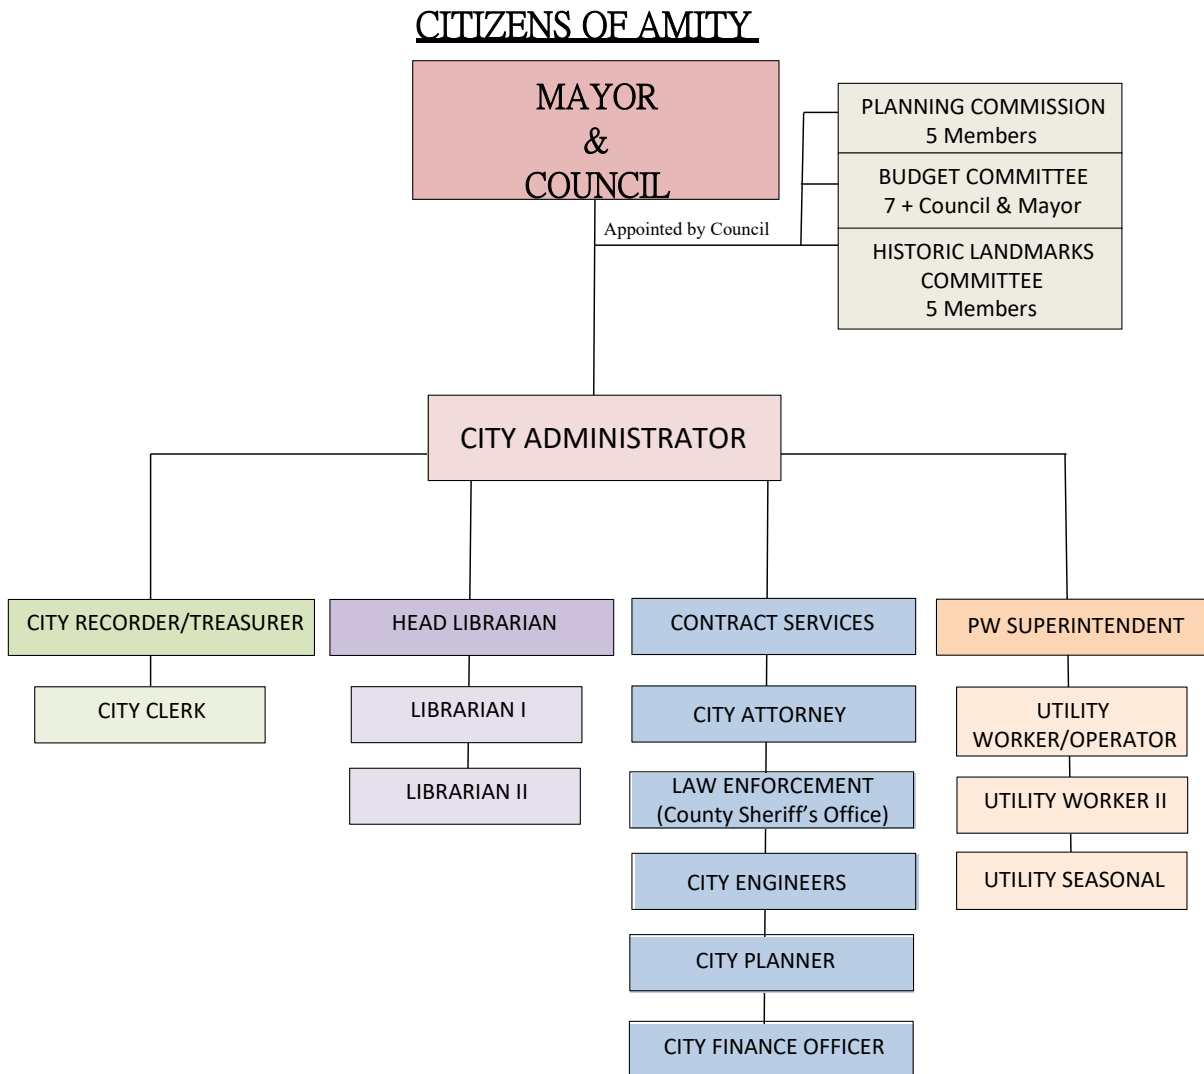 CITIZENS OF AMITY
MAYOR
&
COUNCIL
PLANNING COMMISSION
5 Members
BUDGET COMMITTEE
7 + Council & Mayor
HISTORIC LANDMARKS
COMMITTEE
5 Members
Appointed by Council
CITY ADMINISTRATOR
CITY RECORDER/TREASURER
CITY CLERK
HEAD LIBRARIAN
LIBRARIAN I
LIBRARIAN II
CONTRACT SERVICES
CITY ATTORNEY
LAW ENFORCEMENT
(County Sheriff’s Office)
CITY ENGINEERS
CITY PLANNER
CITY FINANCE OFFICER
PW SUPERINTENDENT
UTILITY
WORKER/OPERATOR
UTILITY WORKER II
UTILITY SEASONAL